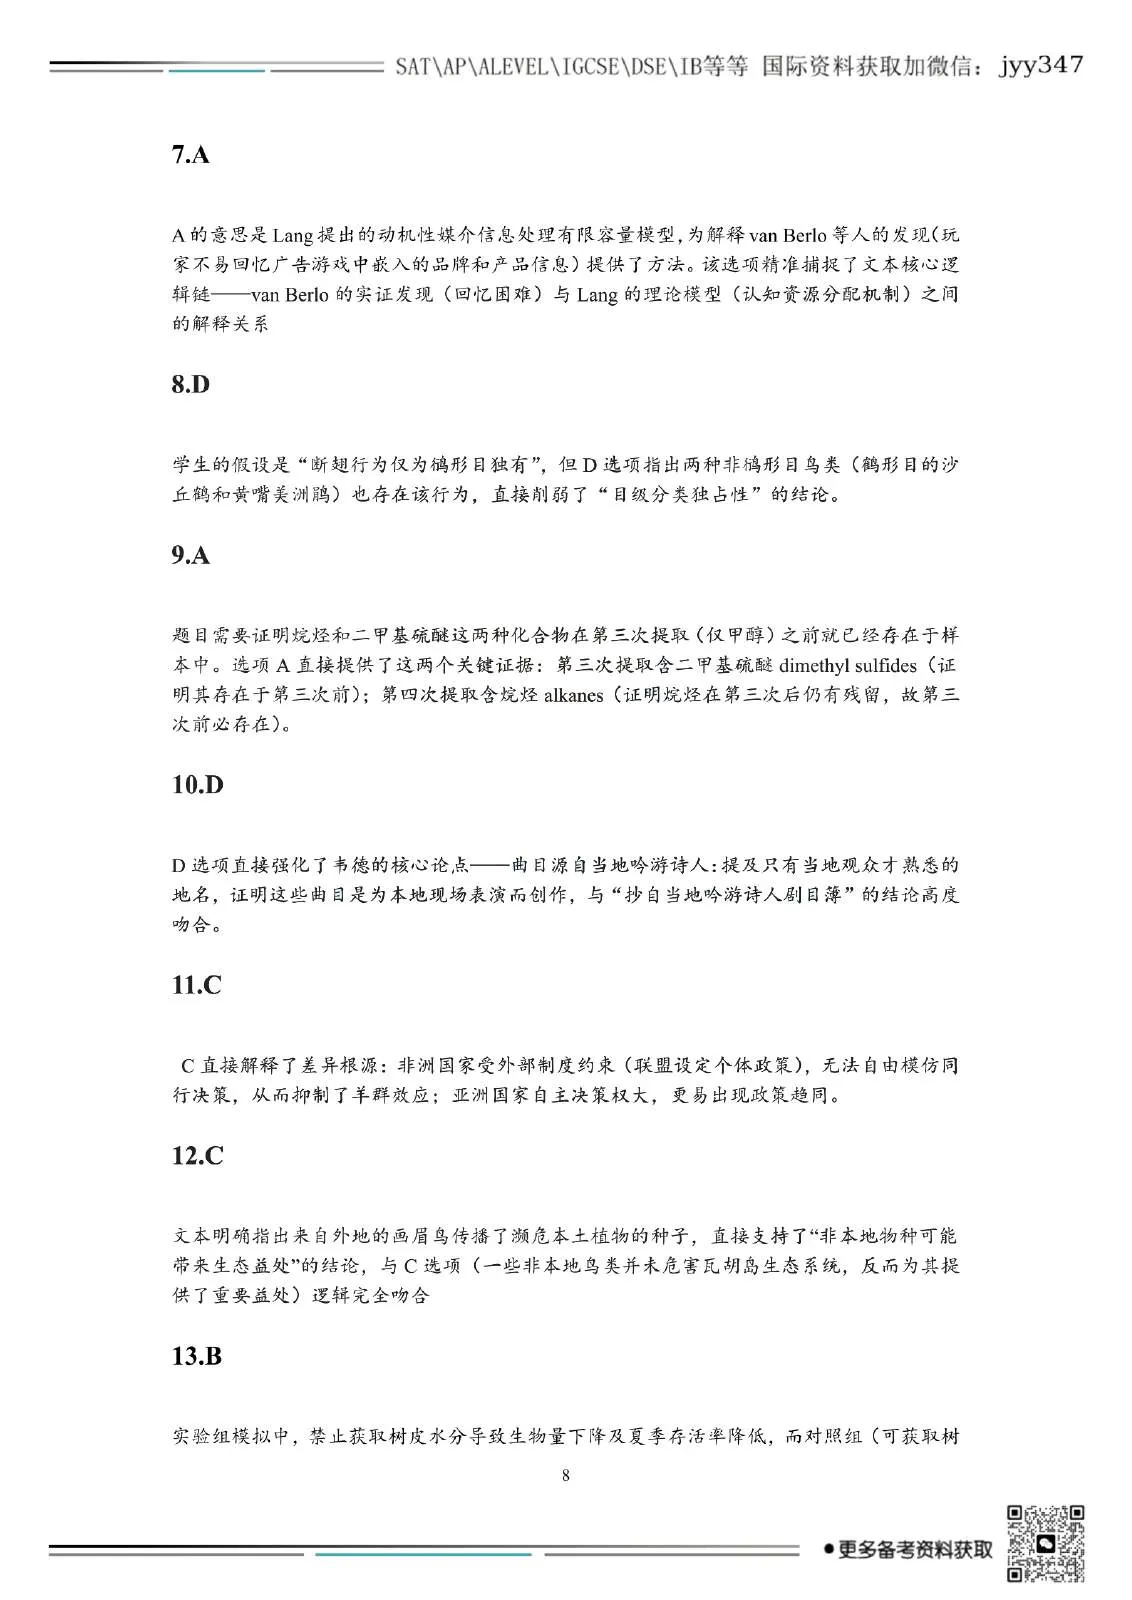 SAT\AP\ALEVEL\IGCSE\DSE\IB等等 国际资料获取加微信：jyy347
7.A
A 的意思是 Lang 提出的动机性媒介信息处理有限容量模型，为解释 van Berlo 等人的发现（玩
家不易回忆广告游戏中嵌入的品牌和产品信息）提供了方法。该选项精准捕捉了文本核心逻
辑链——van Berlo 的实证发现（回忆困难）与 Lang 的理论模型（认知资源分配机制）之间
的解释关系
8.D
学生的假设是“断翅行为仅为鸻形目独有”，但 D 选项指出两种非鸻形目鸟类（鹤形目的沙
丘鹤和黄嘴美洲鹃）也存在该行为，直接削弱了“目级分类独占性”的结论。
9.A
题目需要证明烷烃和二甲基硫醚这两种化合物在第三次提取（仅甲醇）之前就已经存在于样
本中。选项 A 直接提供了这两个关键证据：第三次提取含二甲基硫醚 dimethyl sulfides（证
明其存在于第三次前）；第四次提取含烷烃 alkanes（证明烷烃在第三次后仍有残留，故第三
次前必存在）。
10.D
D 选项直接强化了韦德的核心论点——曲目源自当地吟游诗人：提及只有当地观众才熟悉的
地名，证明这些曲目是为本地现场表演而创作，与“抄自当地吟游诗人剧目簿”的结论高度
吻合。
11.C
C 直接解释了差异根源：非洲国家受外部制度约束（联盟设定个体政策），无法自由模仿同
行决策，从而抑制了羊群效应；亚洲国家自主决策权大，更易出现政策趋同。
12.C
文本明确指出来自外地的画眉鸟传播了濒危本土植物的种子，直接支持了“非本地物种可能
带来生态益处”的结论，与 C 选项（一些非本地鸟类并未危害瓦胡岛生态系统，反而为其提
供了重要益处）逻辑完全吻合
13.B
实验组模拟中，禁止获取树皮水分导致生物量下降及夏季存活率降低，而对照组（可获取树
8
●更多备考资料获取